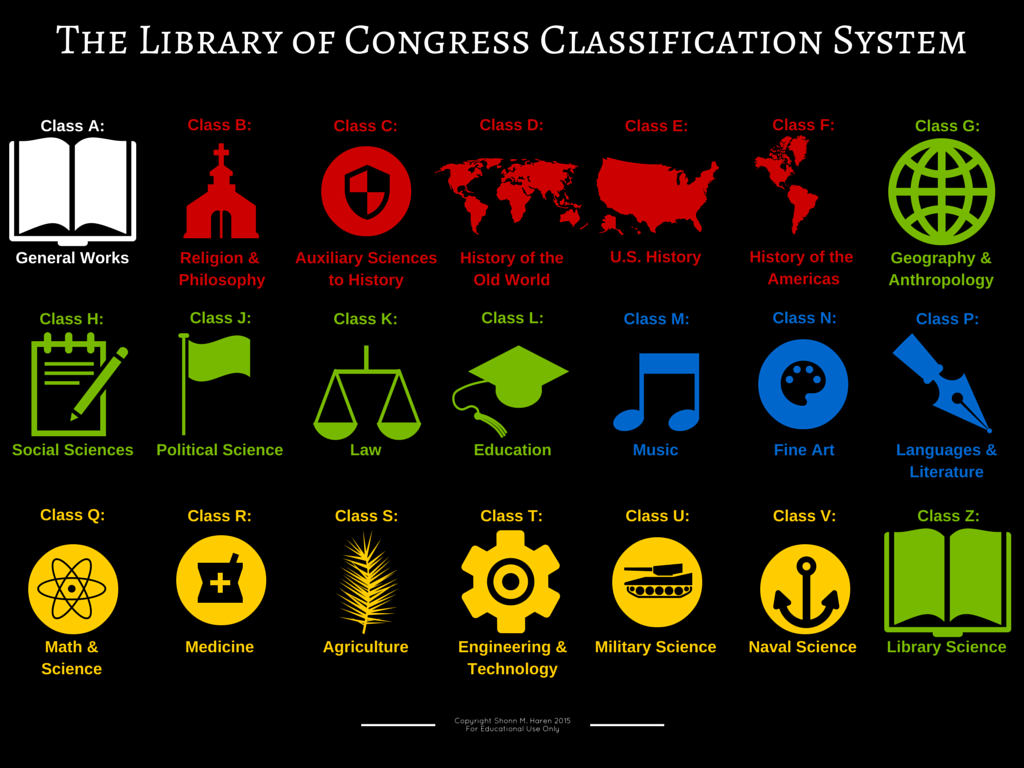 The Library of Congress Classification System
Class A:
General Works
Class B:
Religion &
Philosophy
Class C:
Auxiliary Sciences
to History
Class D:
History of the
Old World
Class E:
U.S. History
Class F:
History of the
Americas
Class G:
Geography &
Anthropology
Class H:
Social Sciences
Class J:
Political Science
Class K:
Law
Class L:
Education
Class M:
Music
Class N:
Fine Art
Class P:
Languages &
Literature
Class Q:
Math &
Science
Class R:
Medicine
Class S:
Agriculture
Class T:
Engineering &
Technology
Class U:
Military Science
Class V:
Naval Science
Class Z:
Library Science
Copyright Shonn M. Haren 2015
For Educational Use Only